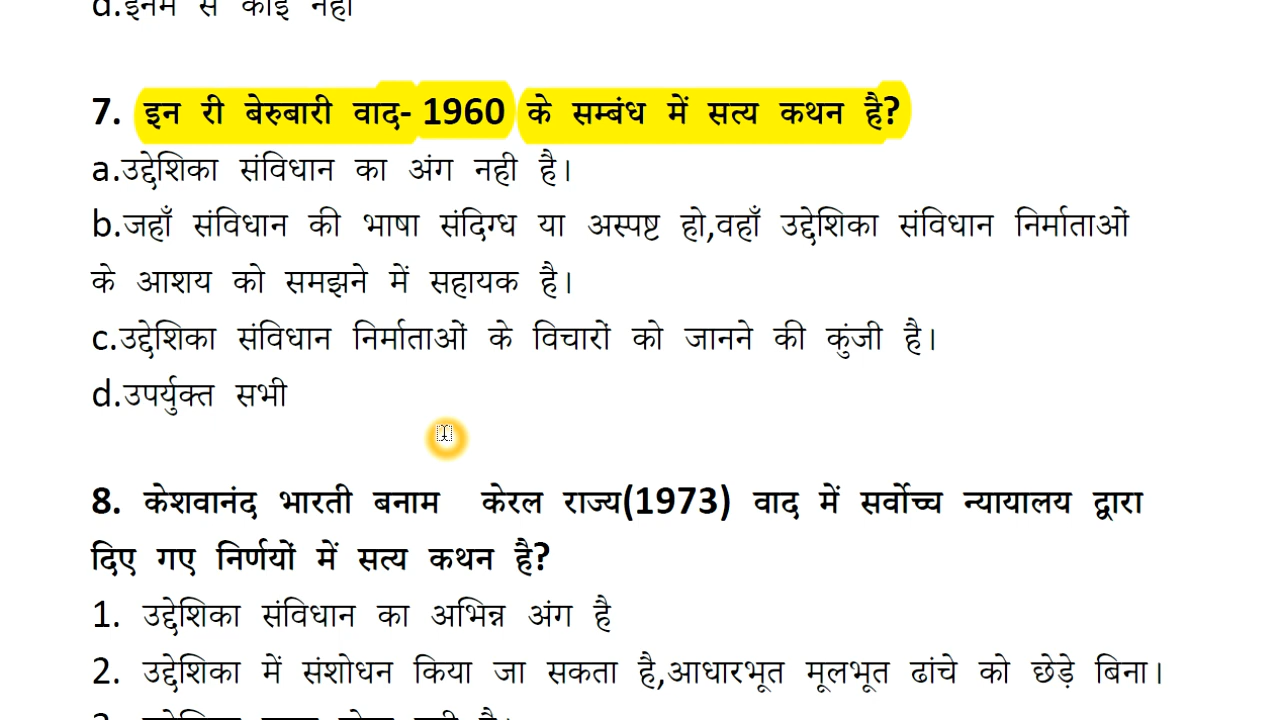 d.इनमें से कोई नहीं
7. इन री बेरुबारी वाद- 1960 के सम्बंध में सत्य कथन है?
a.उद्देशिका संविधान का अंग नही है।
b.जहाँ संविधान की भाषा संदिग्ध या अस्पष्ट हो,वहाँ उद्देशिका संविधान निर्माताओं
के आशय को समझने में सहायक है।
c.उद्देशिका संविधान निर्माताओं के विचारों को जानने की कुंजी है।
d.उपर्युक्त सभी
8. केशवानंद भारती बनाम केरल राज्य(1973) वाद में सर्वोच्च न्यायालय द्वारा
दिए गए निर्णयों में सत्य कथन है?
1. उद्देशिका संविधान का अभिन्न अंग है
2. उद्देशिका में संशोधन किया जा सकता है,आधारभूत मूलभूत ढांचे को छेड़े बिना।